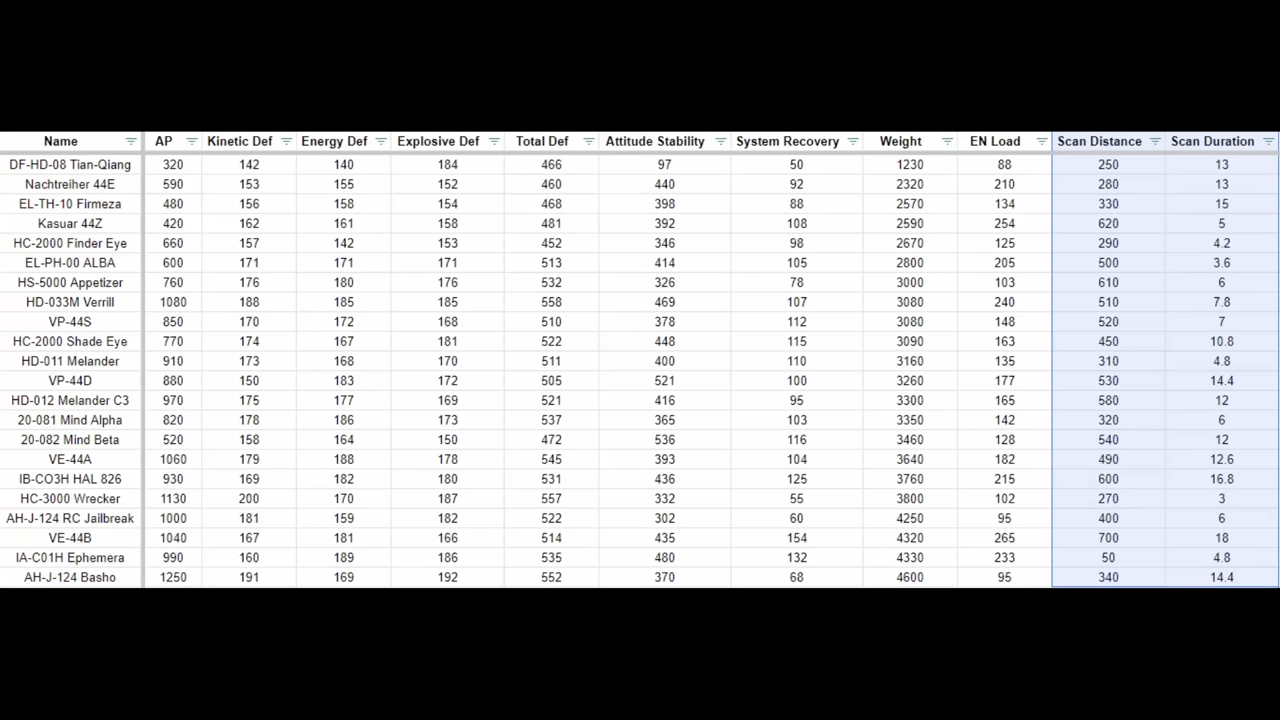 Name AP Kinetic Def Energy Def Explosive Def Total Def Attitude Stability System Recovery Weight EN Load Scan Distance Scan Duration
DF-HD-08 Tian-Qiang 320 142 140 184 466 97 50 1230 88 250 13
Nachtreiher 44E 590 153 155 152 460 440 92 2320 210 280 13
EL-TH-10 Firmeza 480 156 158 154 468 398 88 2570 134 330 15
Kasuar 44Z 420 162 161 158 481 392 108 2590 254 620 5
HC-2000 Finder Eye 660 157 142 153 452 346 98 2670 125 290 4.2
EL-PH-00 ALBA 600 171 171 171 513 414 105 2800 205 500 3.6
HS-5000 Appetizer 760 176 180 176 532 326 78 3000 103 610 6
HD-033M Verrill 1080 188 185 185 558 469 107 3080 240 510 7.8
VP-44S 850 170 172 168 510 378 112 3080 148 520 7
HC-2000 Shade Eye 770 174 167 181 522 448 115 3090 163 450 10.8
HD-011 Melander 910 173 168 170 511 400 110 3160 135 310 4.8
VP-44D 880 150 183 172 505 521 100 3260 177 530 14.4
HD-012 Melander C3 970 175 177 169 521 416 95 3300 165 580 12
20-081 Mind Alpha 820 178 186 173 537 365 103 3350 142 320 6
20-082 Mind Beta 520 158 164 150 472 536 116 3460 128 540 12
VE-44A 1060 179 188 178 545 393 104 3640 182 490 12.6
IB-CO3H HAL 826 930 169 182 180 531 436 125 3760 215 600 16.8
HC-3000 Wrecker 1130 200 170 187 557 332 55 3800 102 270 3
AH-J-124 RC Jailbreak 1000 181 159 182 522 302 60 4250 95 400 6
VE-44B 1040 167 181 166 514 435 154 4320 265 700 18
IA-C01H Ephemera 990 160 189 186 535 480 132 4330 233 50 4.8
AH-J-124 Basho 1250 191 169 192 552 370 68 4600 95 340 14.4